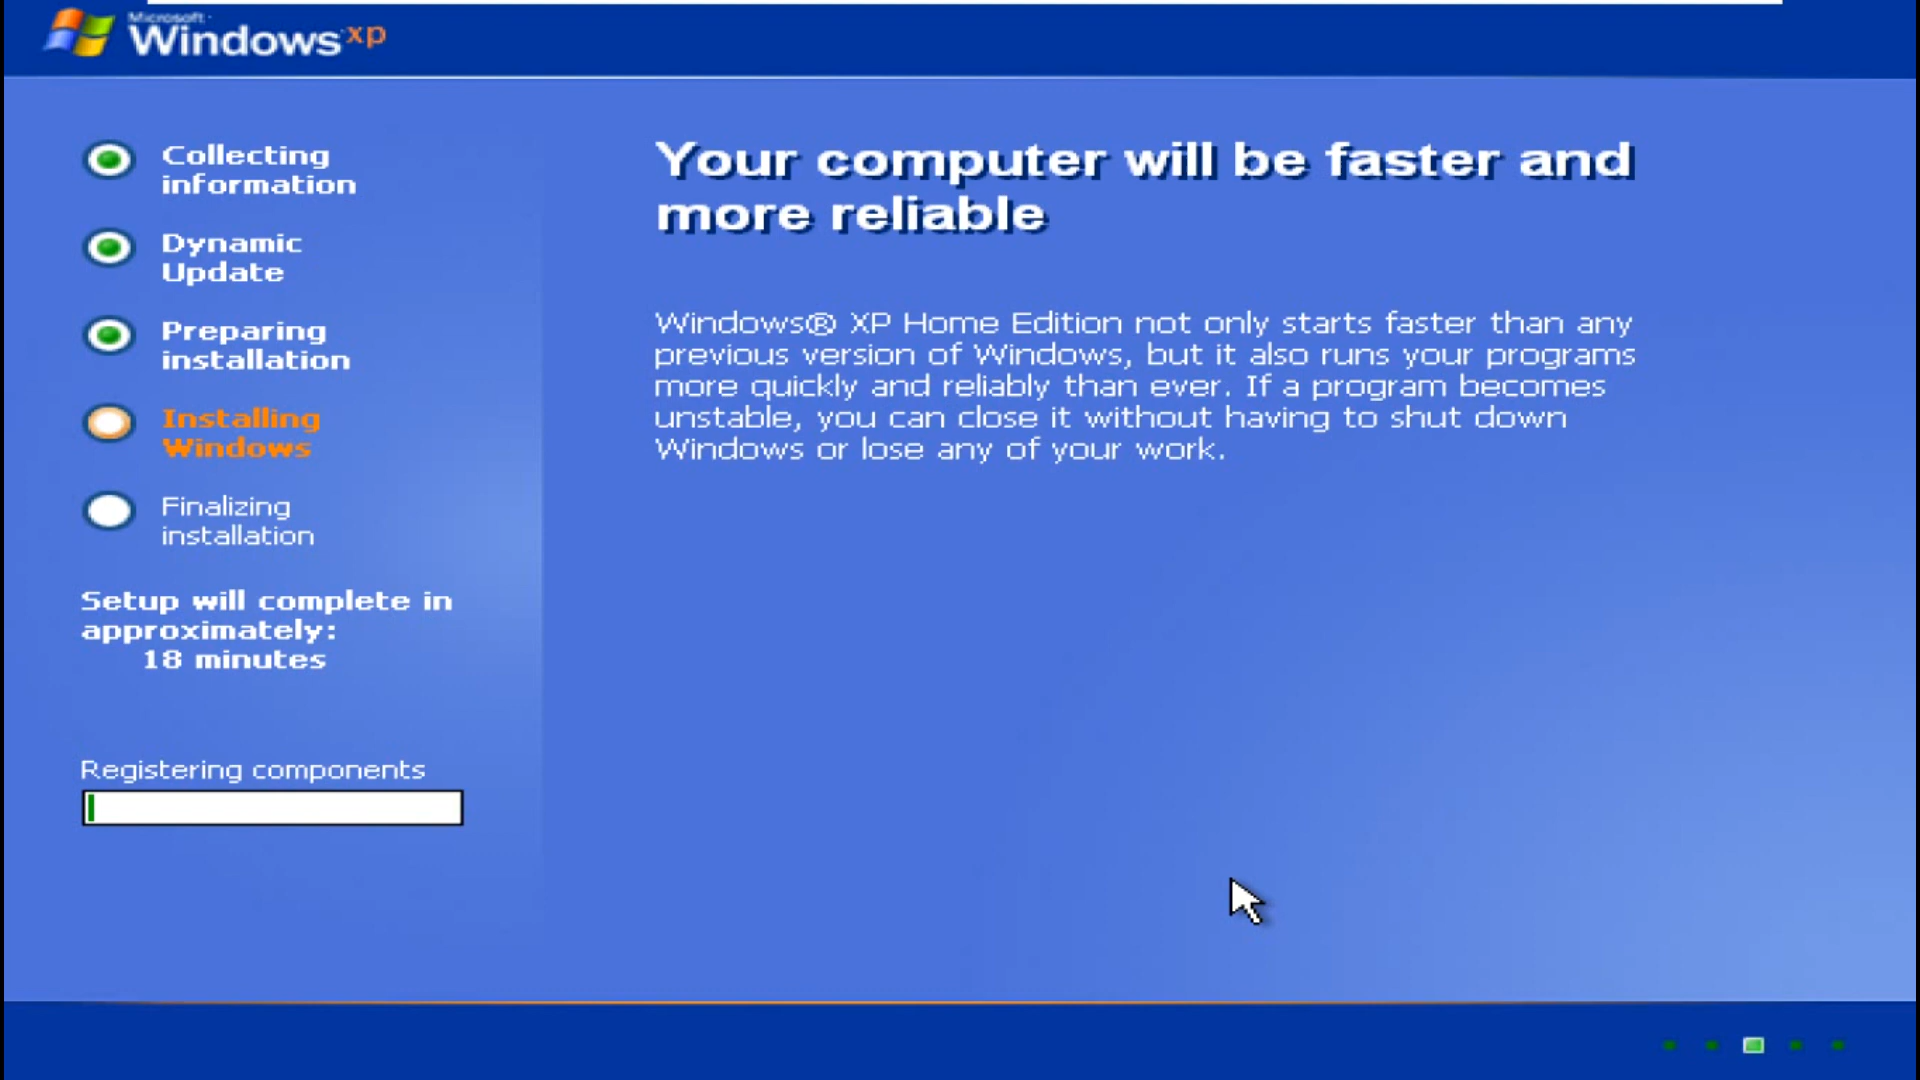 Microsoft®
Windows xp
Collecting
information
Dynamic
Update
Preparing
installation
Installing
Windows
Finalizing
installation
Setup will complete in
approximately:
18 minutes
Registering components
Your computer will be faster and
more reliable
Windows® XP Home Edition not only starts faster than any
previous version of Windows, but it also runs your programs
more quickly and reliably than ever. If a program becomes
unstable, you can close it without having to shut down
Windows or lose any of your work.